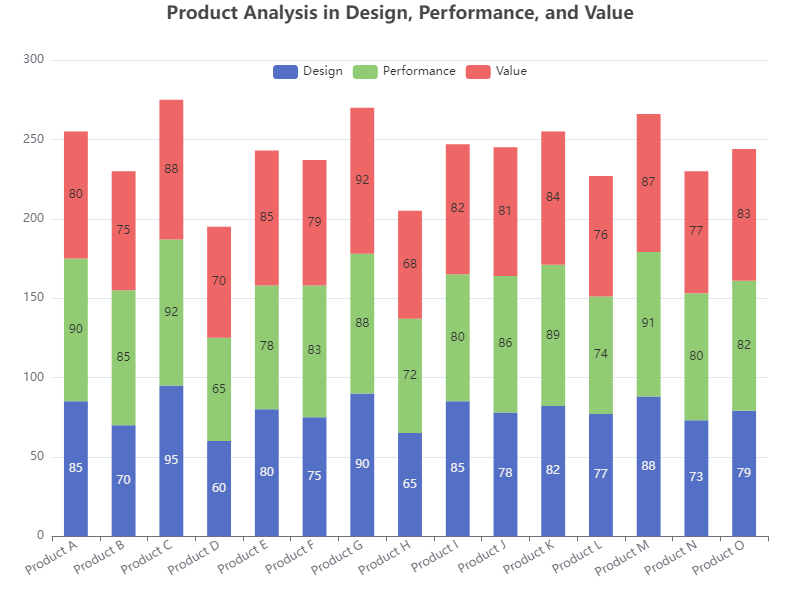 Product Analysis in Design, Performance, and Value
Design Performance Value
300
250
200
150
100
50
0
80 75 88 70 85 79 92 68 82 81 84 76 87 77 83
90 85 92 65 78 83 88 72 80 86 89 74 91 80 82
85 70 95 60 80 75 90 65 85 78 82 77 88 73 79
Product A Product B Product C Product D Product E Product F Product G Product H Product I Product J Product K Product L Product M Product N Product O